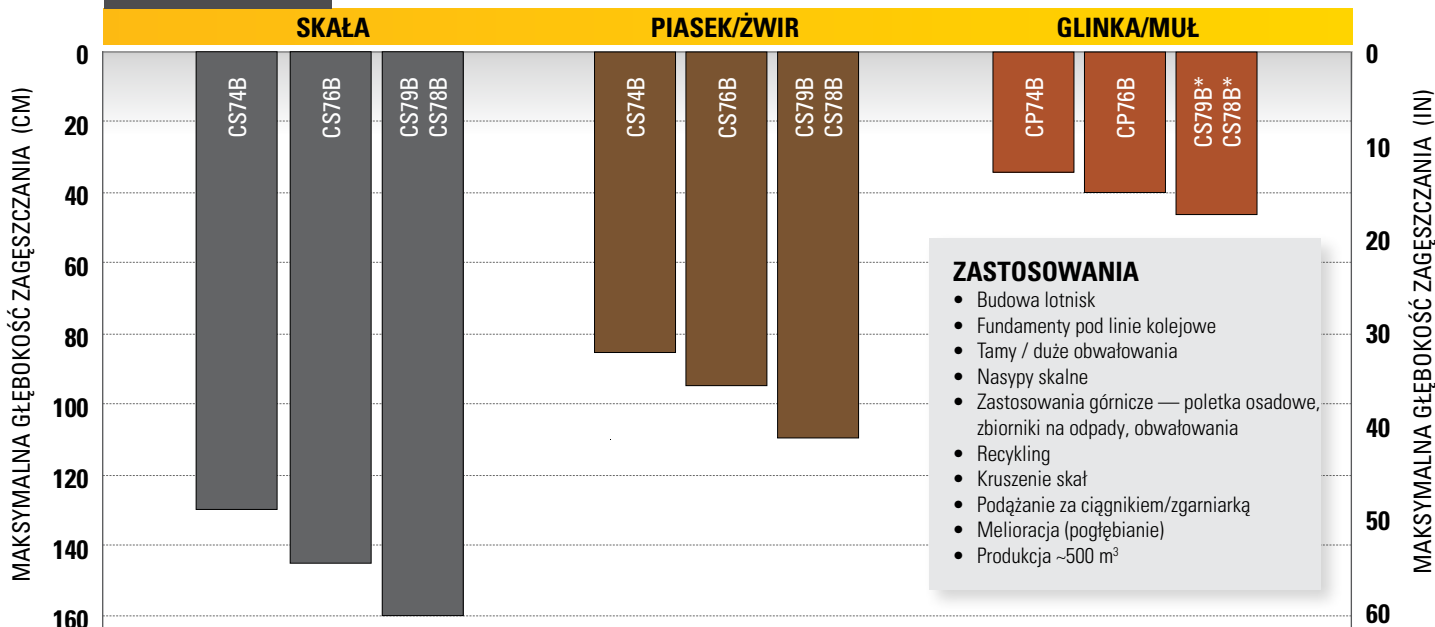 SKAŁA PIASEK/ŻWIR GLINKA/MUŁ
MAKSYMALNA GŁĘBOKOŚĆ ZAGĘSZCZANIA (CM)
0
20
40
60
80
100
120
140
160
CS74B
CS76B
CS79B
CS78B
CS74B
CS76B
CS79B
CS78B
CP74B
CP76B
CS79B*
CS78B*
ZASTOSOWANIA
• Budowa lotnisk
• Fundamenty pod linie kolejowe
• Tamy / duże obwałowania
• Nasypy skalne
• Zastosowania górnicze — poletka osadowe,
zbiorniki na odpady, obwałowania
• Recykling
• Kruszenie skał
• Podążanie za ciągnikiem/zgarniarką
• Melioracja (pogłębianie)
• Produkcja ~500 m³
0
10
20
30
40
50
60
MAKSYMALNA GŁĘBOKOŚĆ ZAGĘSZCZANIA (IN)